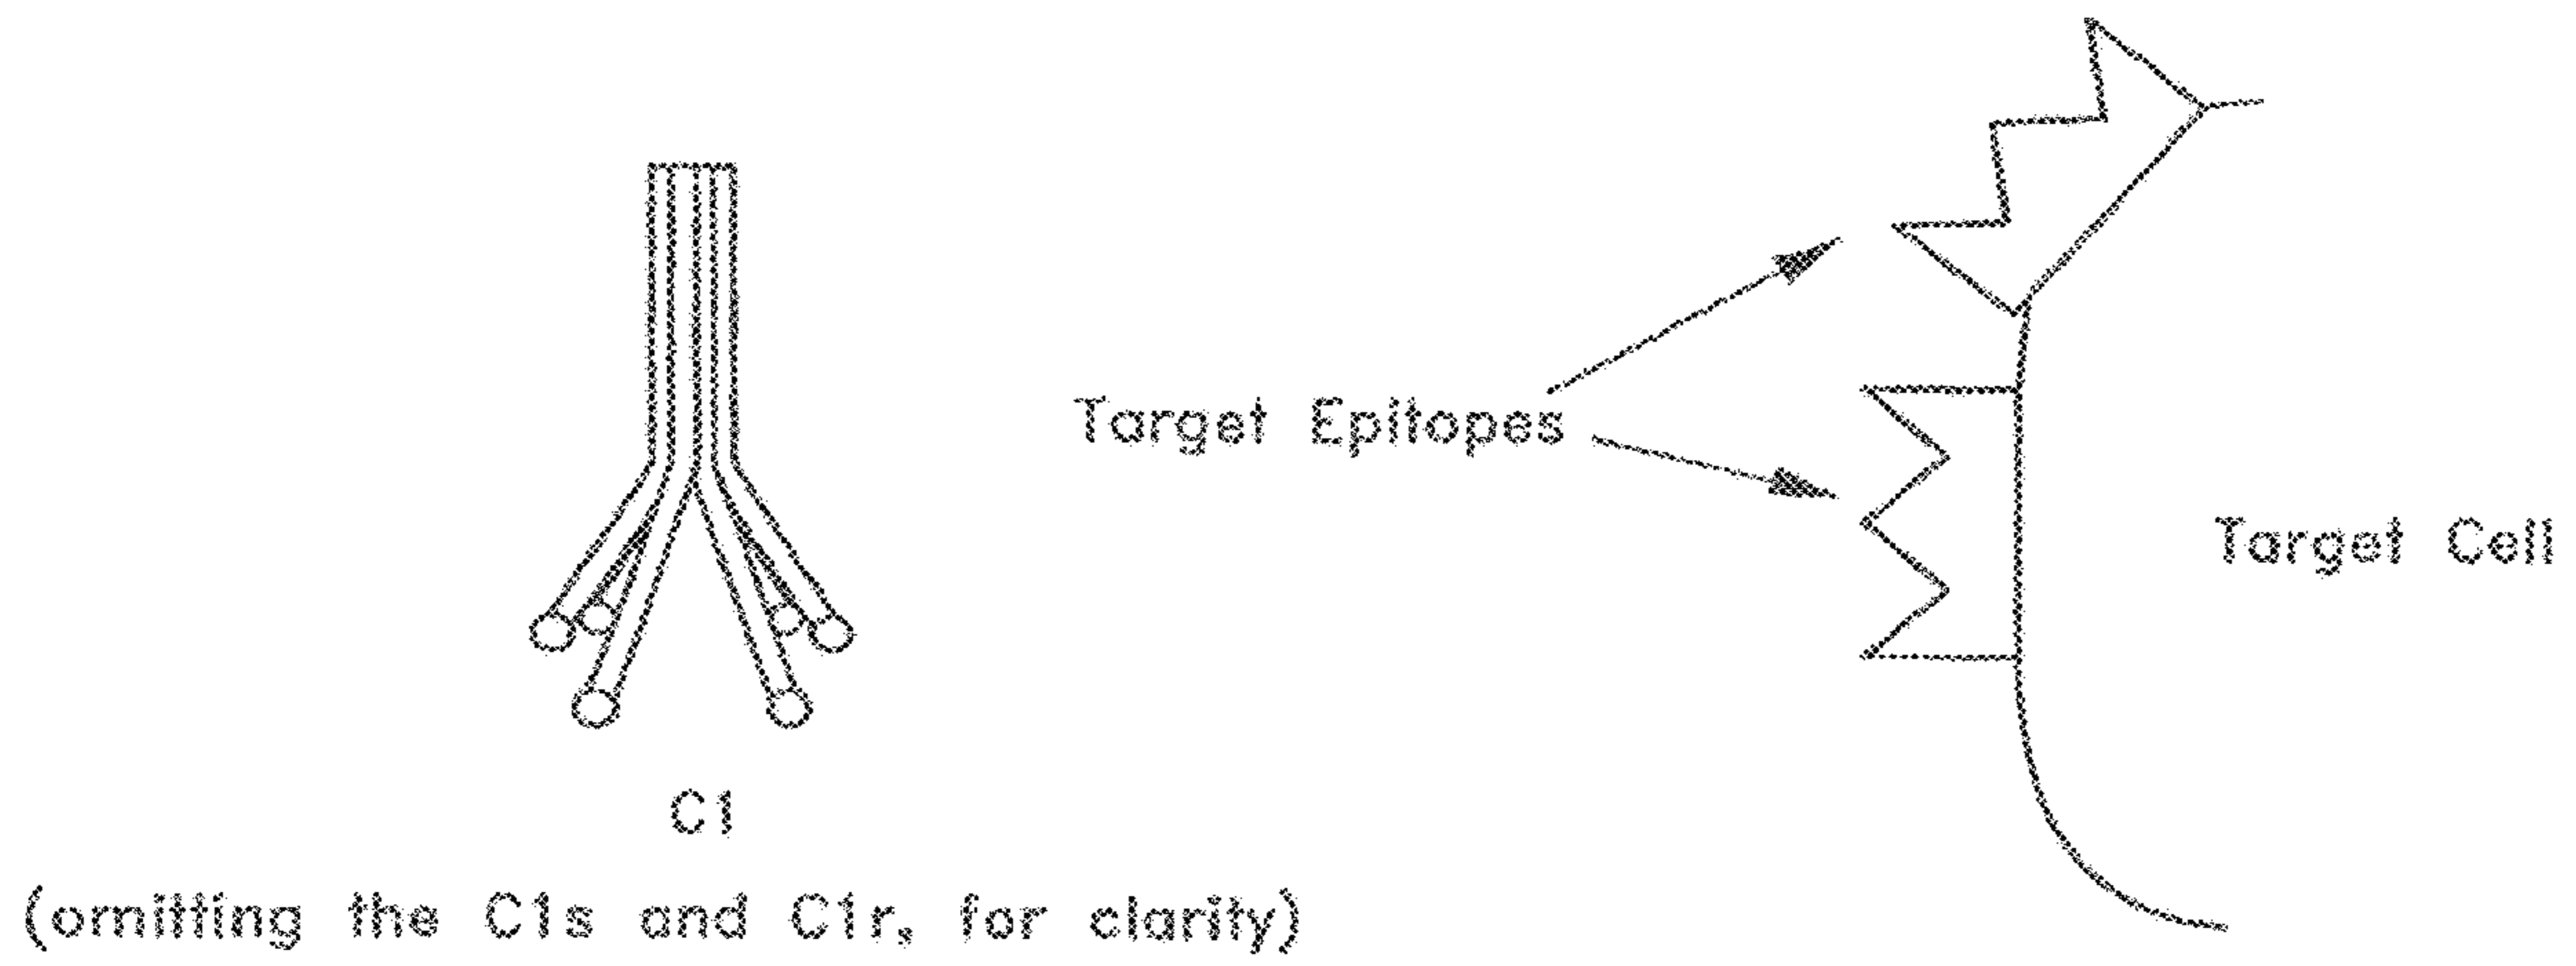 Target Epitopes
Target Cell
C1
(omitting the C1s and C1r, for clarity)